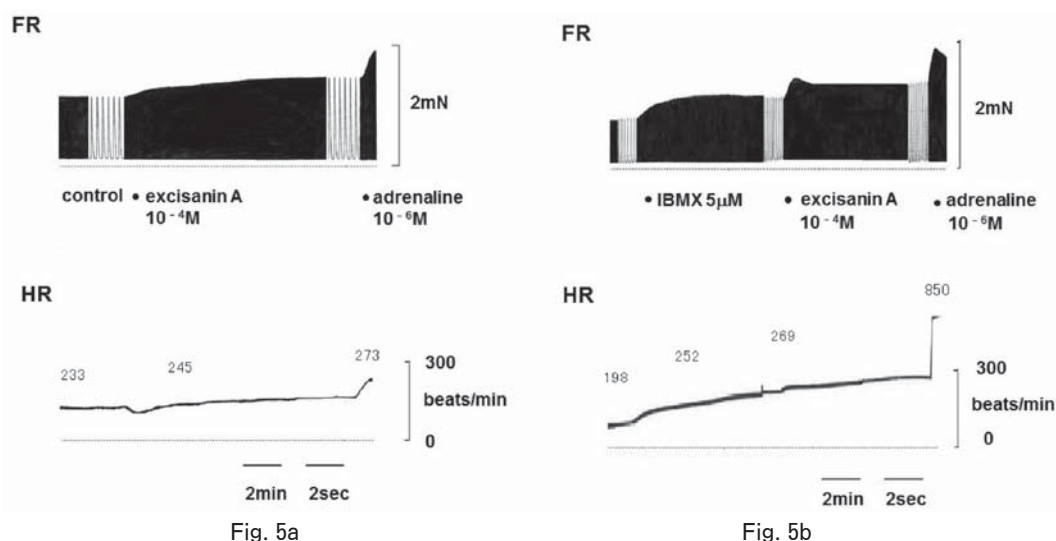 FR
2mN
control • excisanin A
10⁻⁴M
• adrenaline
10⁻⁶M
HR
233
245
273
300
beats/min
0
2min
2sec
Fig. 5a
FR
2mN
• IBMX 5µM
• excisanin A
10⁻⁴M
• adrenaline
10⁻⁶M
HR
198
252
269
850
300
beats/min
0
2min
2sec
Fig. 5b